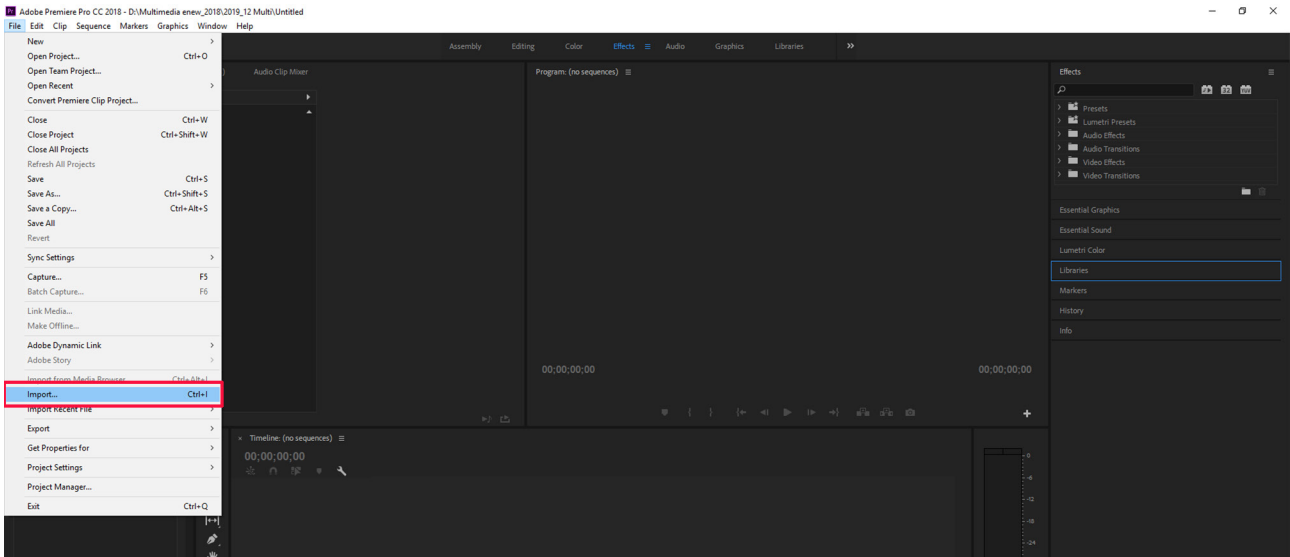 Adobe Premiere Pro CC 2018 - D:\Multimedia enew_2018\2019_12 Multi\Untitled
File Edit Clip Sequence Markers Graphics Window Help
New
Open Project... Ctrl+O
Open Team Project...
Open Recent
Convert Premiere Clip Project...
Close Ctrl+W
Close Project Ctrl+Shift+W
Close All Projects
Refresh All Projects
Save Ctrl+S
Save As... Ctrl+Shift+S
Save a Copy... Ctrl+Alt+S
Save All
Revert
Sync Settings
Capture... F5
Batch Capture... F6
Link Media...
Make Offline...
Adobe Dynamic Link
Adobe Story
Import from Media Browser Ctrl+Alt+I
Import... Ctrl+I
Import Recent File
Export
Get Properties for
Project Settings
Project Manager...
Exit Ctrl+Q
Assembly Editing Color Effects Audio Graphics Libraries
Audio Clip Mixer
Program: (no sequences)
00;00;00;00 00;00;00;00
Timeline: (no sequences)
00;00;00;00
0
-6
-12
-18
-24
Effects
Presets
Lumetri Presets
Audio Effects
Audio Transitions
Video Effects
Video Transitions
Essential Graphics
Essential Sound
Lumetri Color
Libraries
Markers
History
Info